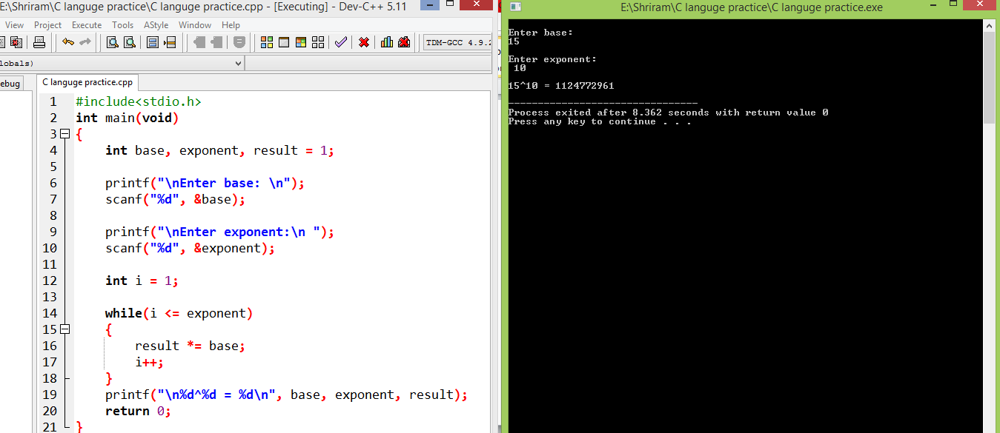 E:\Shriram\C languge practice\C languge practice.cpp - [Executing] - Dev-C++ 5.11
View Project Execute Tools AStyle Window Help
TDM-GCC 4.9.2
lobals)
ebug
C languge practice.cpp
1 #include<stdio.h>
2 int main(void)
3 {
4 int base, exponent, result = 1;
5
6 printf("\nEnter base: \n");
7 scanf("%d", &base);
8
9 printf("\nEnter exponent:\n ");
10 scanf("%d", &exponent);
11
12 int i = 1;
13
14 while(i <= exponent)
15 {
16 result *= base;
17 i++;
18 }
19 printf("\n%d^%d = %d\n", base, exponent, result);
20 return 0;
21 }
E:\Shriram\C languge practice\C languge practice.exe
Enter base:
15
Enter exponent:
10
15^10 = 1124772961
--------------------------------
Process exited after 8.362 seconds with return value 0
Press any key to continue . . .